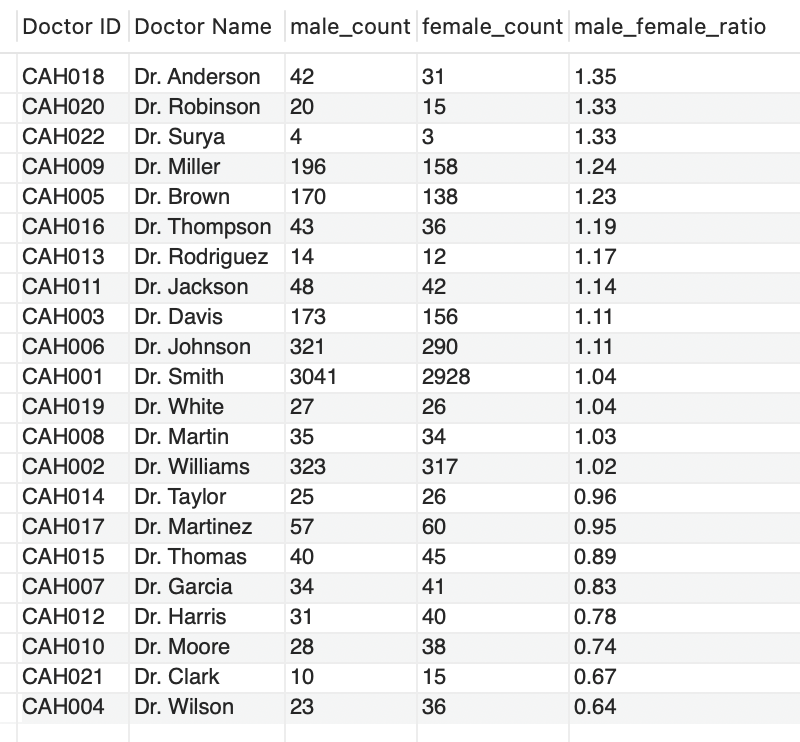 Doctor ID Doctor Name male_count female_count male_female_ratio
CAH018 Dr. Anderson 42 31 1.35
CAH020 Dr. Robinson 20 15 1.33
CAH022 Dr. Surya 4 3 1.33
CAH009 Dr. Miller 196 158 1.24
CAH005 Dr. Brown 170 138 1.23
CAH016 Dr. Thompson 43 36 1.19
CAH013 Dr. Rodriguez 14 12 1.17
CAH011 Dr. Jackson 48 42 1.14
CAH003 Dr. Davis 173 156 1.11
CAH006 Dr. Johnson 321 290 1.11
CAH001 Dr. Smith 3041 2928 1.04
CAH019 Dr. White 27 26 1.04
CAH008 Dr. Martin 35 34 1.03
CAH002 Dr. Williams 323 317 1.02
CAH014 Dr. Taylor 25 26 0.96
CAH017 Dr. Martinez 57 60 0.95
CAH015 Dr. Thomas 40 45 0.89
CAH007 Dr. Garcia 34 41 0.83
CAH012 Dr. Harris 31 40 0.78
CAH010 Dr. Moore 28 38 0.74
CAH021 Dr. Clark 10 15 0.67
CAH004 Dr. Wilson 23 36 0.64